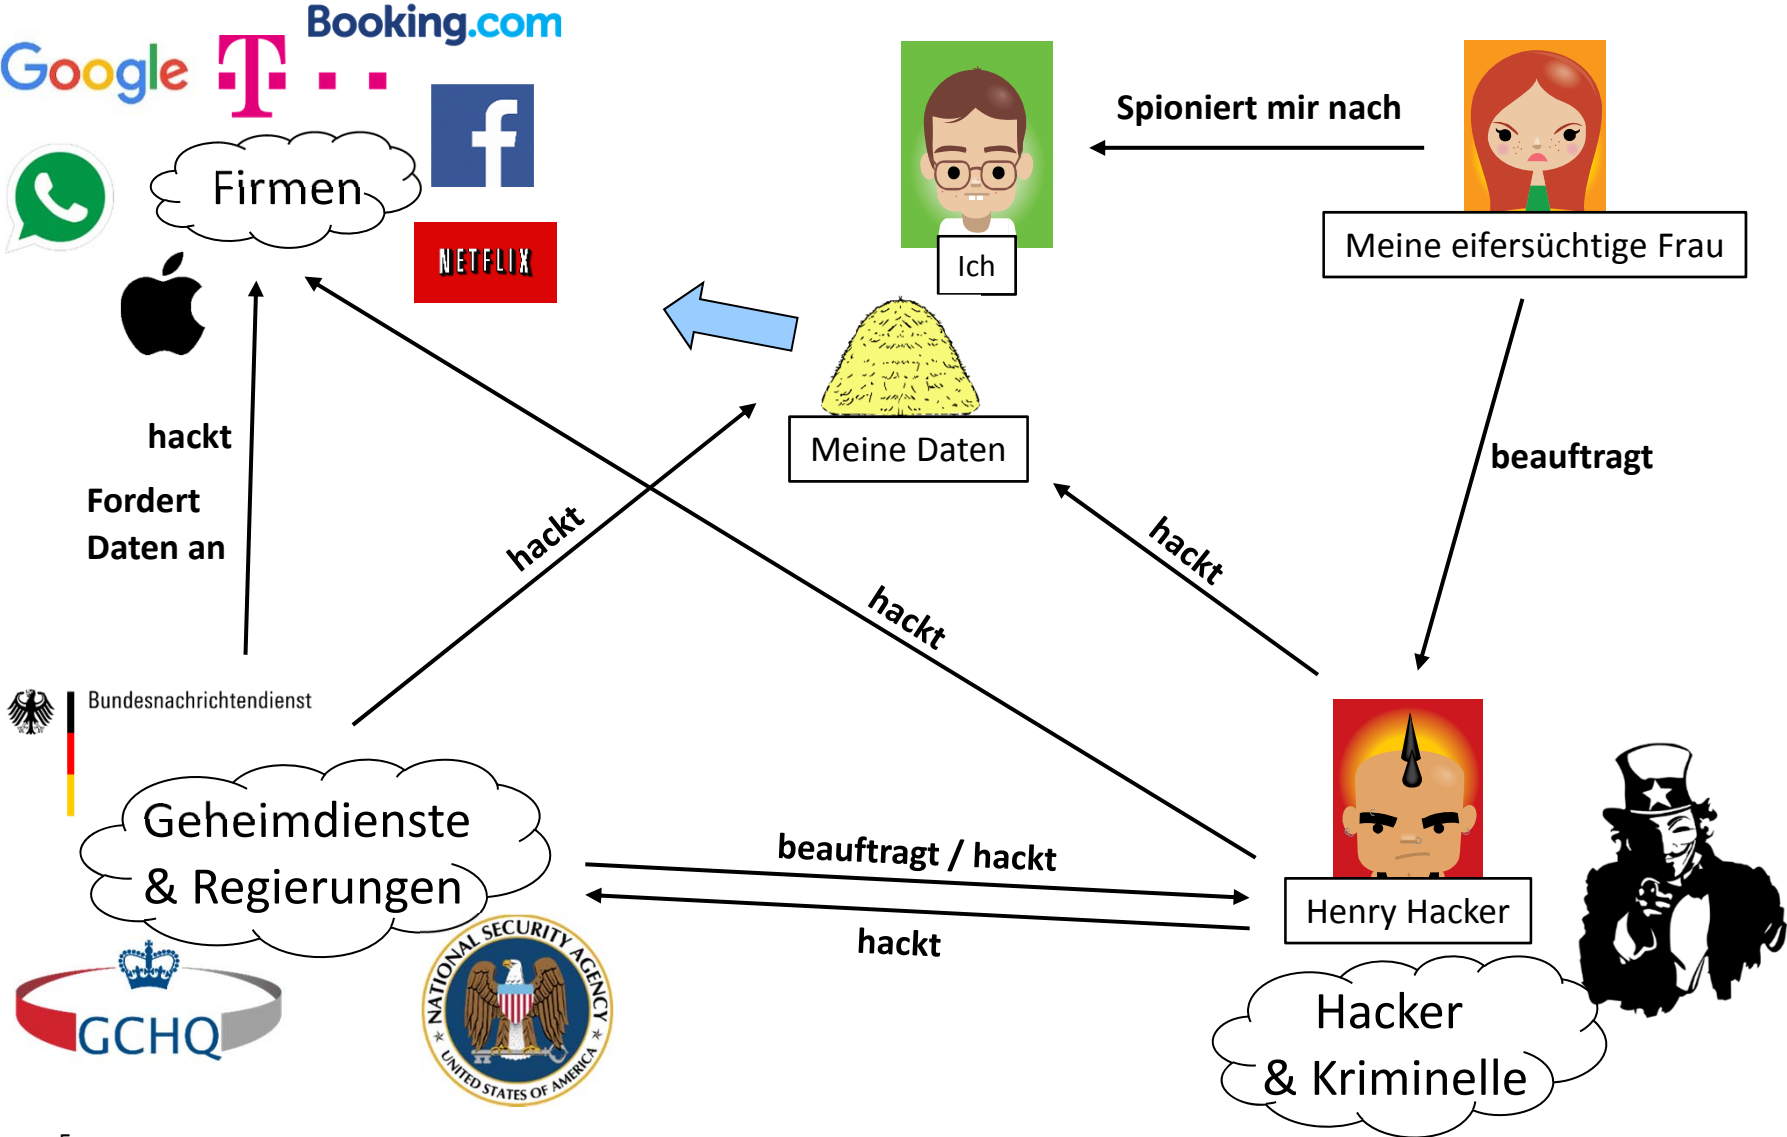 Booking.com
Google
T
f
Firmen
NETFLIX
Ich
Spioniert mir nach
Meine eifersüchtige Frau
Meine Daten
hackt
Fordert
Daten an
hackt
hackt
hackt
beauftragt
Bundesnachrichtendienst
Geheimdienste
& Regierungen
beauftragt / hackt
hackt
Henry Hacker
GCHQ
NATIONAL SECURITY AGENCY
UNITED STATES OF AMERICA
Hacker
& Kriminelle